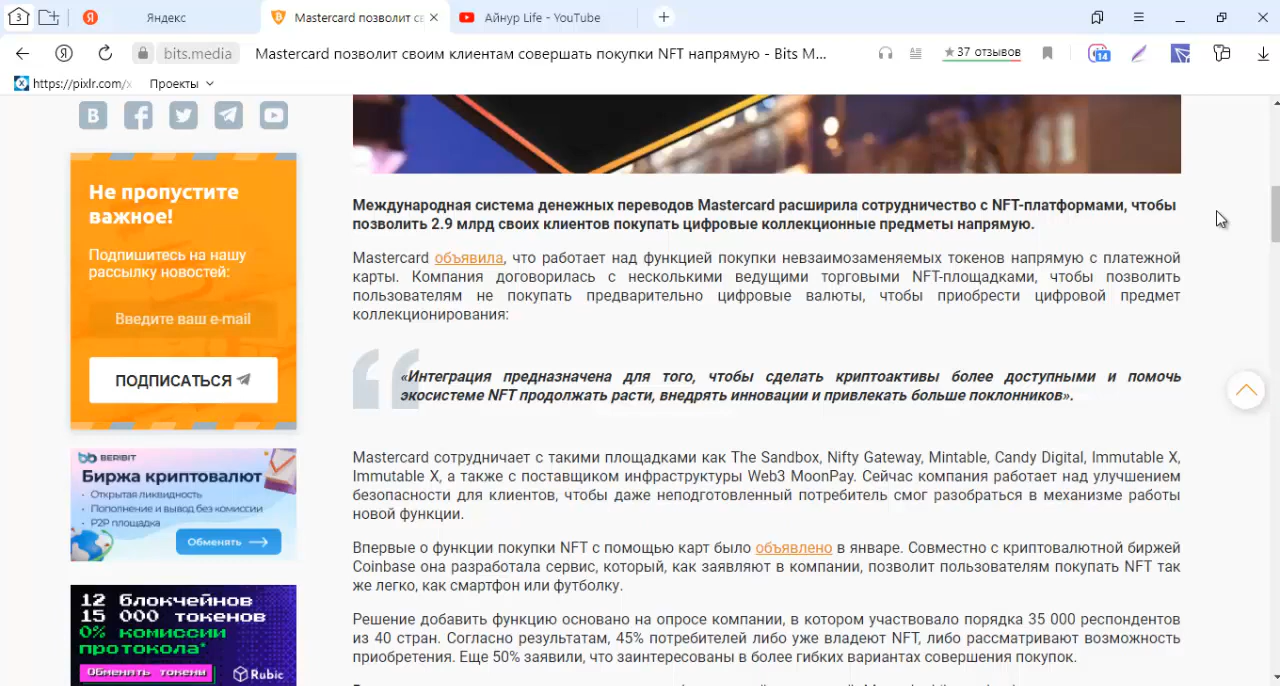 3
Яндекс
Mastercard позволит св
Айнур Life - YouTube
bits.media
Mastercard позволит своим клиентам совершать покупки NFT напрямую - Bits M...
★ 37 отзывов
14
https://pixlr.com/x
Проекты
Не пропустите
важное!
Подпишитесь на нашу
рассылку новостей:
Введите ваш e-mail
ПОДПИСАТЬСЯ
BERIBIT
Биржа криптовалют
• Открытая ликвидность
• Пополнение и вывод без комиссии
• P2P площадка
Обменять
12 блокчейнов
15 000 токенов
0% комиссии
протокола*
Обменять токены
Rubic
Международная система денежных переводов Mastercard расширила сотрудничество с NFT-платформами, чтобы
позволить 2.9 млрд своих клиентов покупать цифровые коллекционные предметы напрямую.
Mastercard объявила, что работает над функцией покупки невзаимозаменяемых токенов напрямую с платежной
карты. Компания договорилась с несколькими ведущими торговыми NFT-площадками, чтобы позволить
пользователям не покупать предварительно цифровые валюты, чтобы приобрести цифровой предмет
коллекционирования:
«Интеграция предназначена для того, чтобы сделать криптоактивы более доступными и помочь
экосистеме NFT продолжать расти, внедрять инновации и привлекать больше поклонников».
Mastercard сотрудничает с такими площадками как The Sandbox, Nifty Gateway, Mintable, Candy Digital, Immutable X,
Immutable X, а также с поставщиком инфраструктуры Web3 MoonPay. Сейчас компания работает над улучшением
безопасности для клиентов, чтобы даже неподготовленный потребитель смог разобраться в механизме работы
новой функции.
Впервые о функции покупки NFT с помощью карт было объявлено в январе. Совместно с криптовалютной биржей
Coinbase она разработала сервис, который, как заявляют в компании, позволит пользователям покупать NFT так
же легко, как смартфон или футболку.
Решение добавить функцию основано на опросе компании, в котором участвовало порядка 35 000 респондентов
из 40 стран. Согласно результатам, 45% потребителей либо уже владеют NFT, либо рассматривают возможность
приобретения. Еще 50% заявили, что заинтересованы в более гибких вариантах совершения покупок.